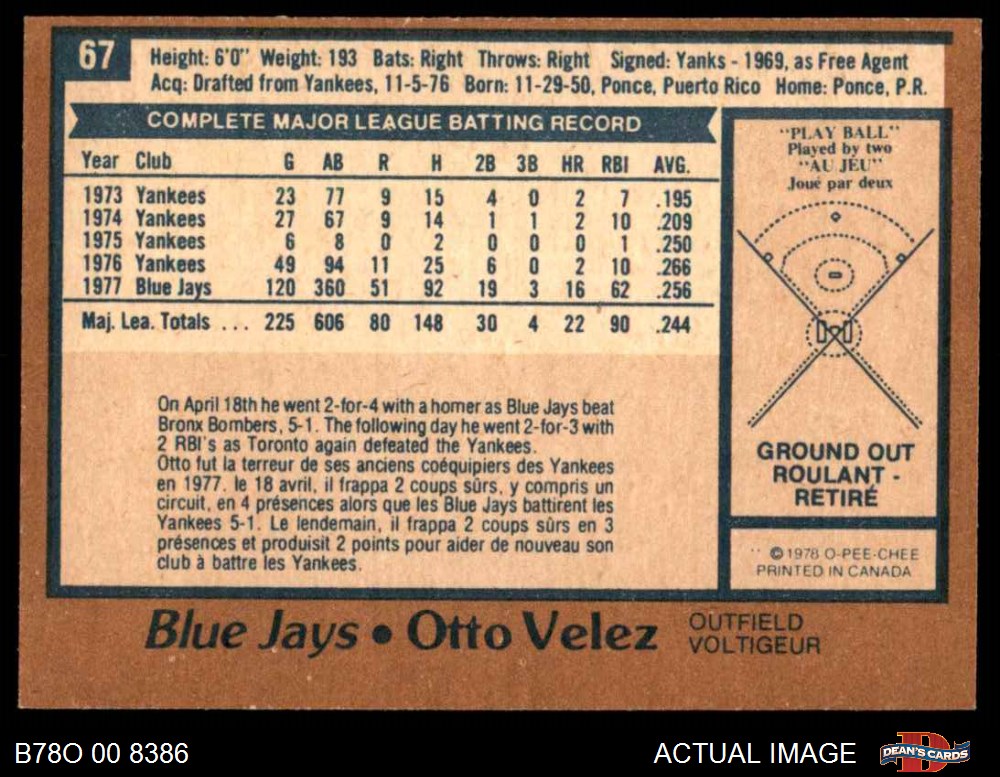 67
Height: 6'0" Weight: 193 Bats: Right Throws: Right Signed: Yanks - 1969, as Free Agent
Acq: Drafted from Yankees, 11-5-76 Born: 11-29-50, Ponce, Puerto Rico Home: Ponce, P.R.
COMPLETE MAJOR LEAGUE BATTING RECORD
Year Club G AB R H 2B 3B HR RBI AVG.
1973 Yankees 23 77 9 15 4 0 2 7 .195
1974 Yankees 27 67 9 14 1 1 2 10 .209
1975 Yankees 6 8 0 2 0 0 0 1 .250
1976 Yankees 49 94 11 25 6 0 2 10 .266
1977 Blue Jays 120 360 51 92 19 3 16 62 .256
Maj. Lea. Totals ... 225 606 80 148 30 4 22 90 .244
On April 18th he went 2-for-4 with a homer as Blue Jays beat
Bronx Bombers, 5-1. The following day he went 2-for-3 with
2 RBI's as Toronto again defeated the Yankees.
Otto fut la terreur de ses anciens coéquipiers des Yankees
en 1977. le 18 avril, il frappa 2 coups sûrs, y compris un
circuit, en 4 présences alors que les Blue Jays battirent les
Yankees 5-1. Le lendemain, il frappa 2 coups sûrs en 3
présences et produisit 2 points pour aider de nouveau son
club à battre les Yankees.
"PLAY BALL"
Played by two
"AU JEU"
Joué par deux
GROUND OUT
ROULANT -
RETIRÉ
© 1978 O-PEE-CHEE
PRINTED IN CANADA
Blue Jays • Otto Velez
OUTFIELD
VOLTIGEUR
B78O 00 8386
ACTUAL IMAGE
DEAN'S CARDS